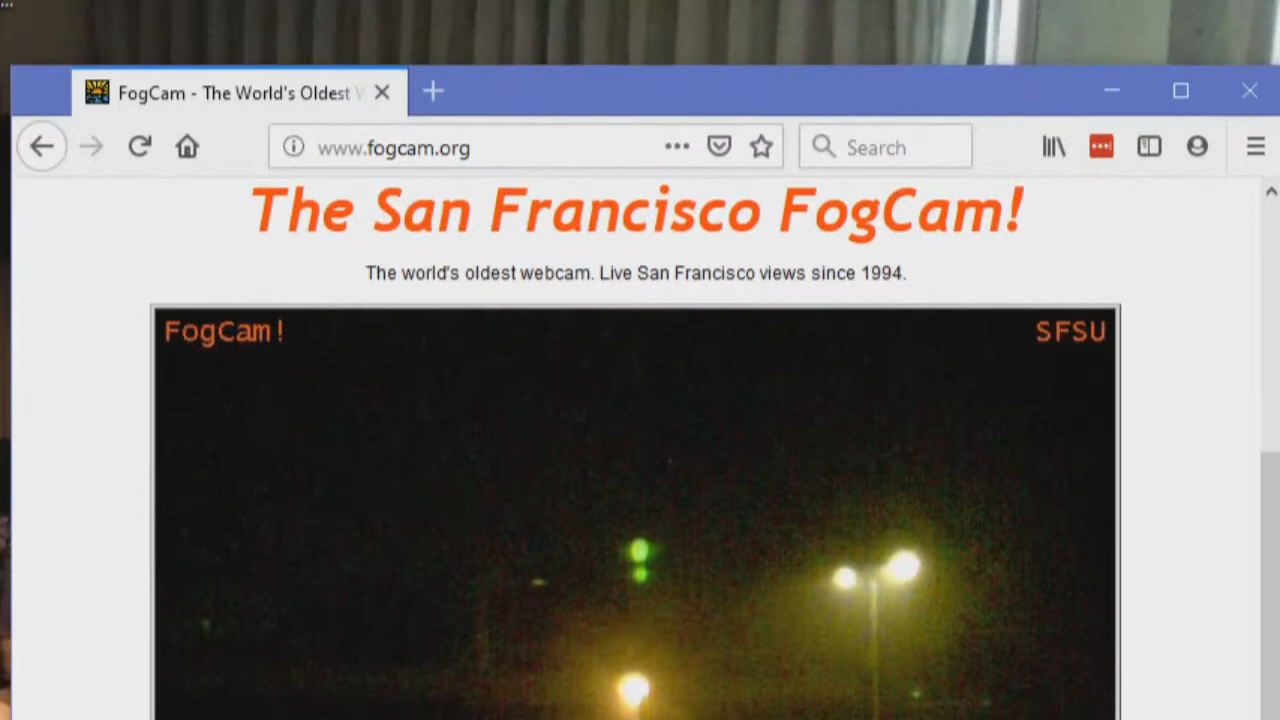 FogCam - The World's Oldest W
www.fogcam.org
Search
The San Francisco FogCam!
The world's oldest webcam. Live San Francisco views since 1994.
FogCam!
SFSU